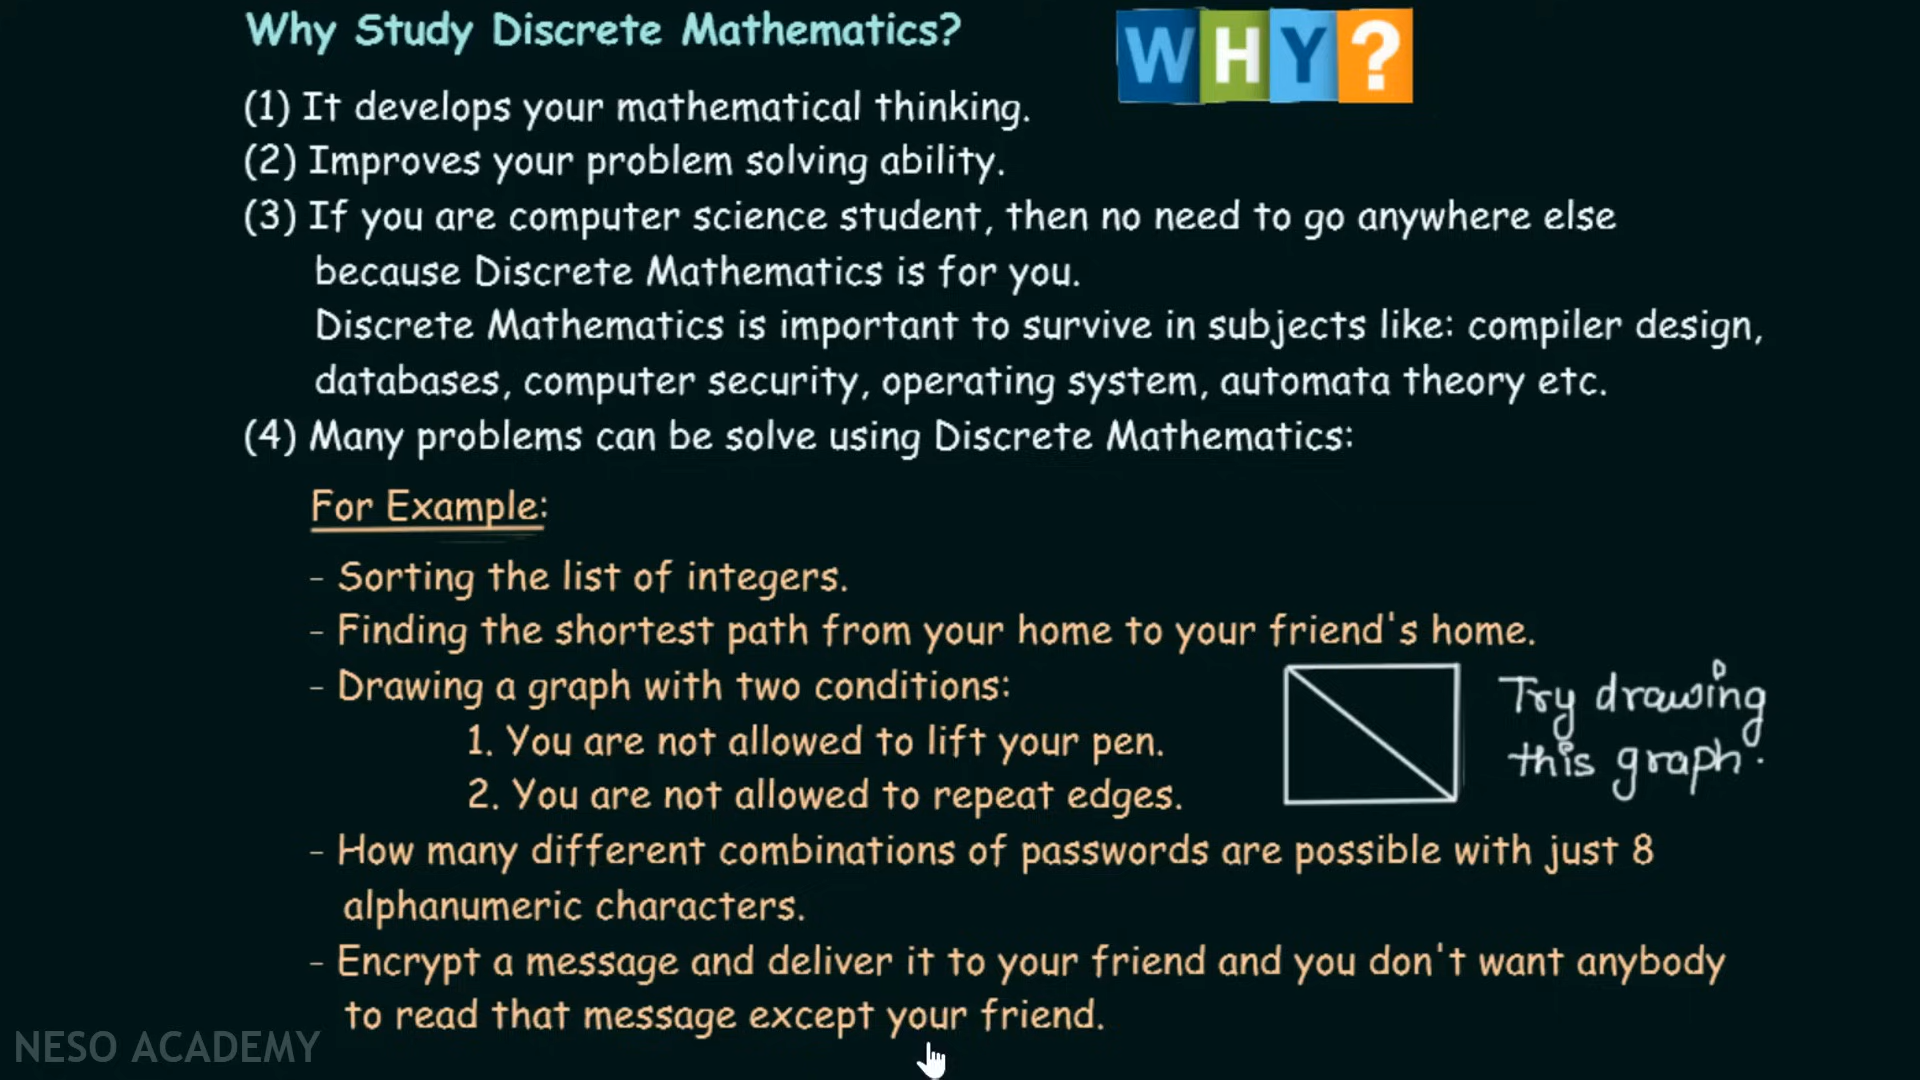 Why Study Discrete Mathematics?
WHY?
(1) It develops your mathematical thinking.
(2) Improves your problem solving ability.
(3) If you are computer science student, then no need to go anywhere else
because Discrete Mathematics is for you.
Discrete Mathematics is important to survive in subjects like: compiler design,
databases, computer security, operating system, automata theory etc.
(4) Many problems can be solve using Discrete Mathematics:
For Example:
- Sorting the list of integers.
- Finding the shortest path from your home to your friend's home.
- Drawing a graph with two conditions:
1. You are not allowed to lift your pen.
2. You are not allowed to repeat edges.
Try drawing
this graph.
- How many different combinations of passwords are possible with just 8
alphanumeric characters.
- Encrypt a message and deliver it to your friend and you don't want anybody
to read that message except your friend.
NESO ACADEMY